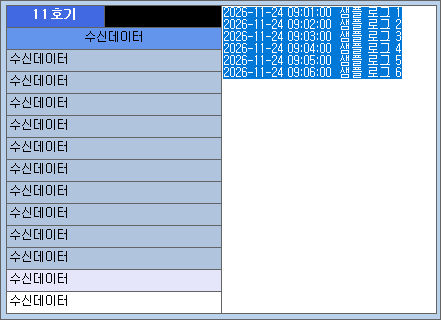 11호기
수신데이터
수신데이터
수신데이터
수신데이터
수신데이터
수신데이터
수신데이터
수신데이터
수신데이터
수신데이터
수신데이터
수신데이터
수신데이터
2026-11-24 09:01:00 샘플 로그 1
2026-11-24 09:02:00 샘플 로그 2
2026-11-24 09:03:00 샘플 로그 3
2026-11-24 09:04:00 샘플 로그 4
2026-11-24 09:05:00 샘플 로그 5
2026-11-24 09:06:00 샘플 로그 6